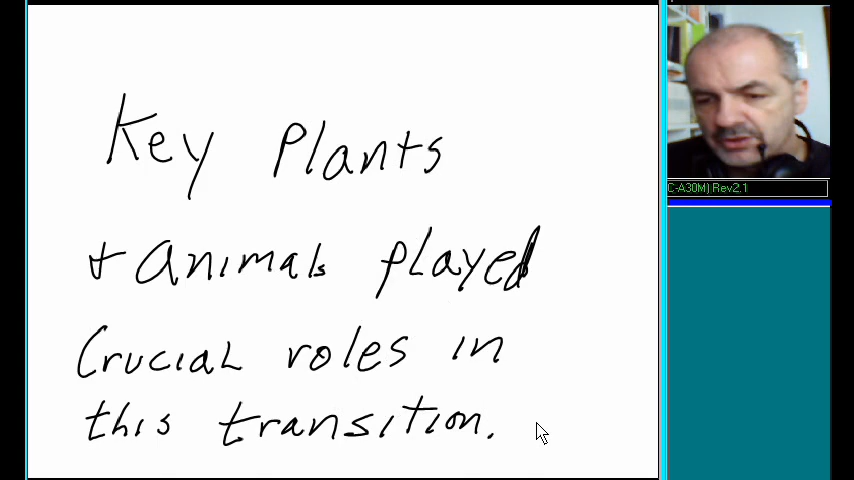 Key Plants
+ animals played
Crucial roles in
this transition.
(C-A30M) Rev2.1